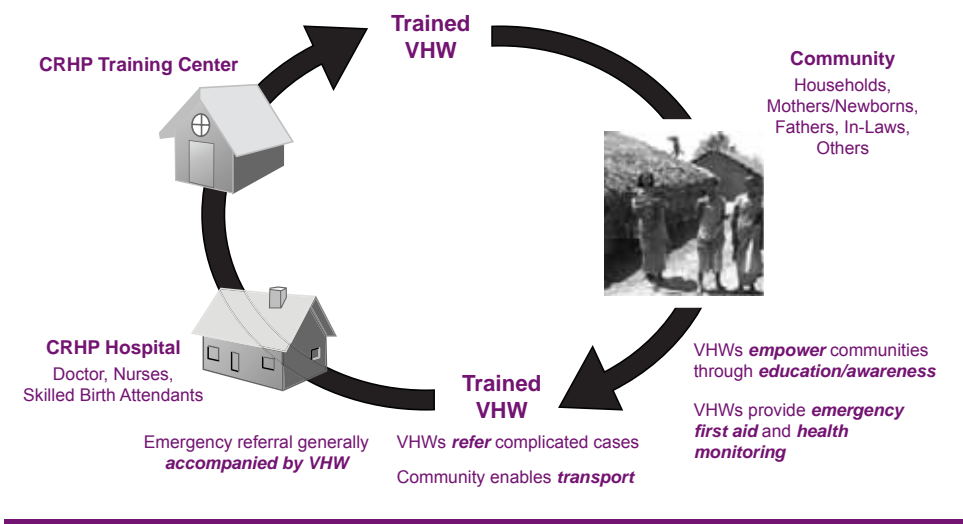 Trained
VHW
CRHP Training Center
Community
Households,
Mothers/Newborns,
Fathers, In-Laws,
Others
CRHP Hospital
Doctor, Nurses,
Skilled Birth Attendants
Trained
VHW
VHWs empower communities
through education/awareness
VHWs provide emergency
first aid and health
monitoring
Emergency referral generally
accompanied by VHW
VHWs refer complicated cases
Community enables transport